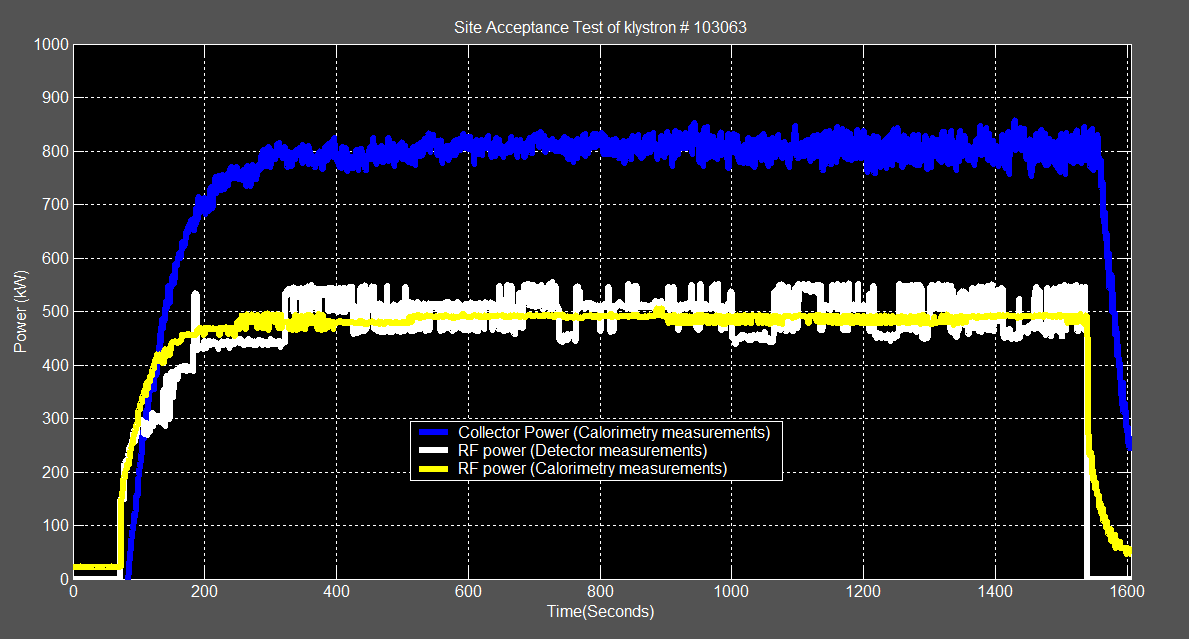 Site Acceptance Test of klystron # 103063
1000
900
800
700
600
500
400
300
200
100
0
Power (kW)
Collector Power (Calorimetry measurements)
RF power (Detector measurements)
RF power (Calorimetry measurements)
0 200 400 600 800 1000 1200 1400 1600
Time(Seconds)